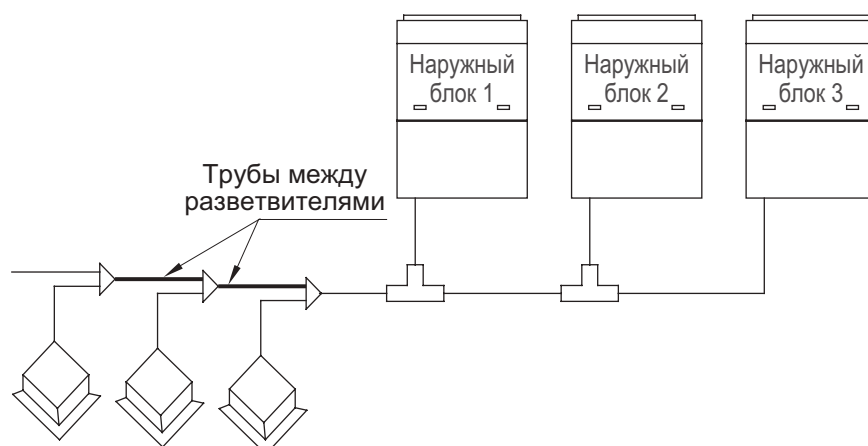 Наружный
блок 1
Наружный
блок 2
Наружный
блок 3
Трубы между
разветвителями